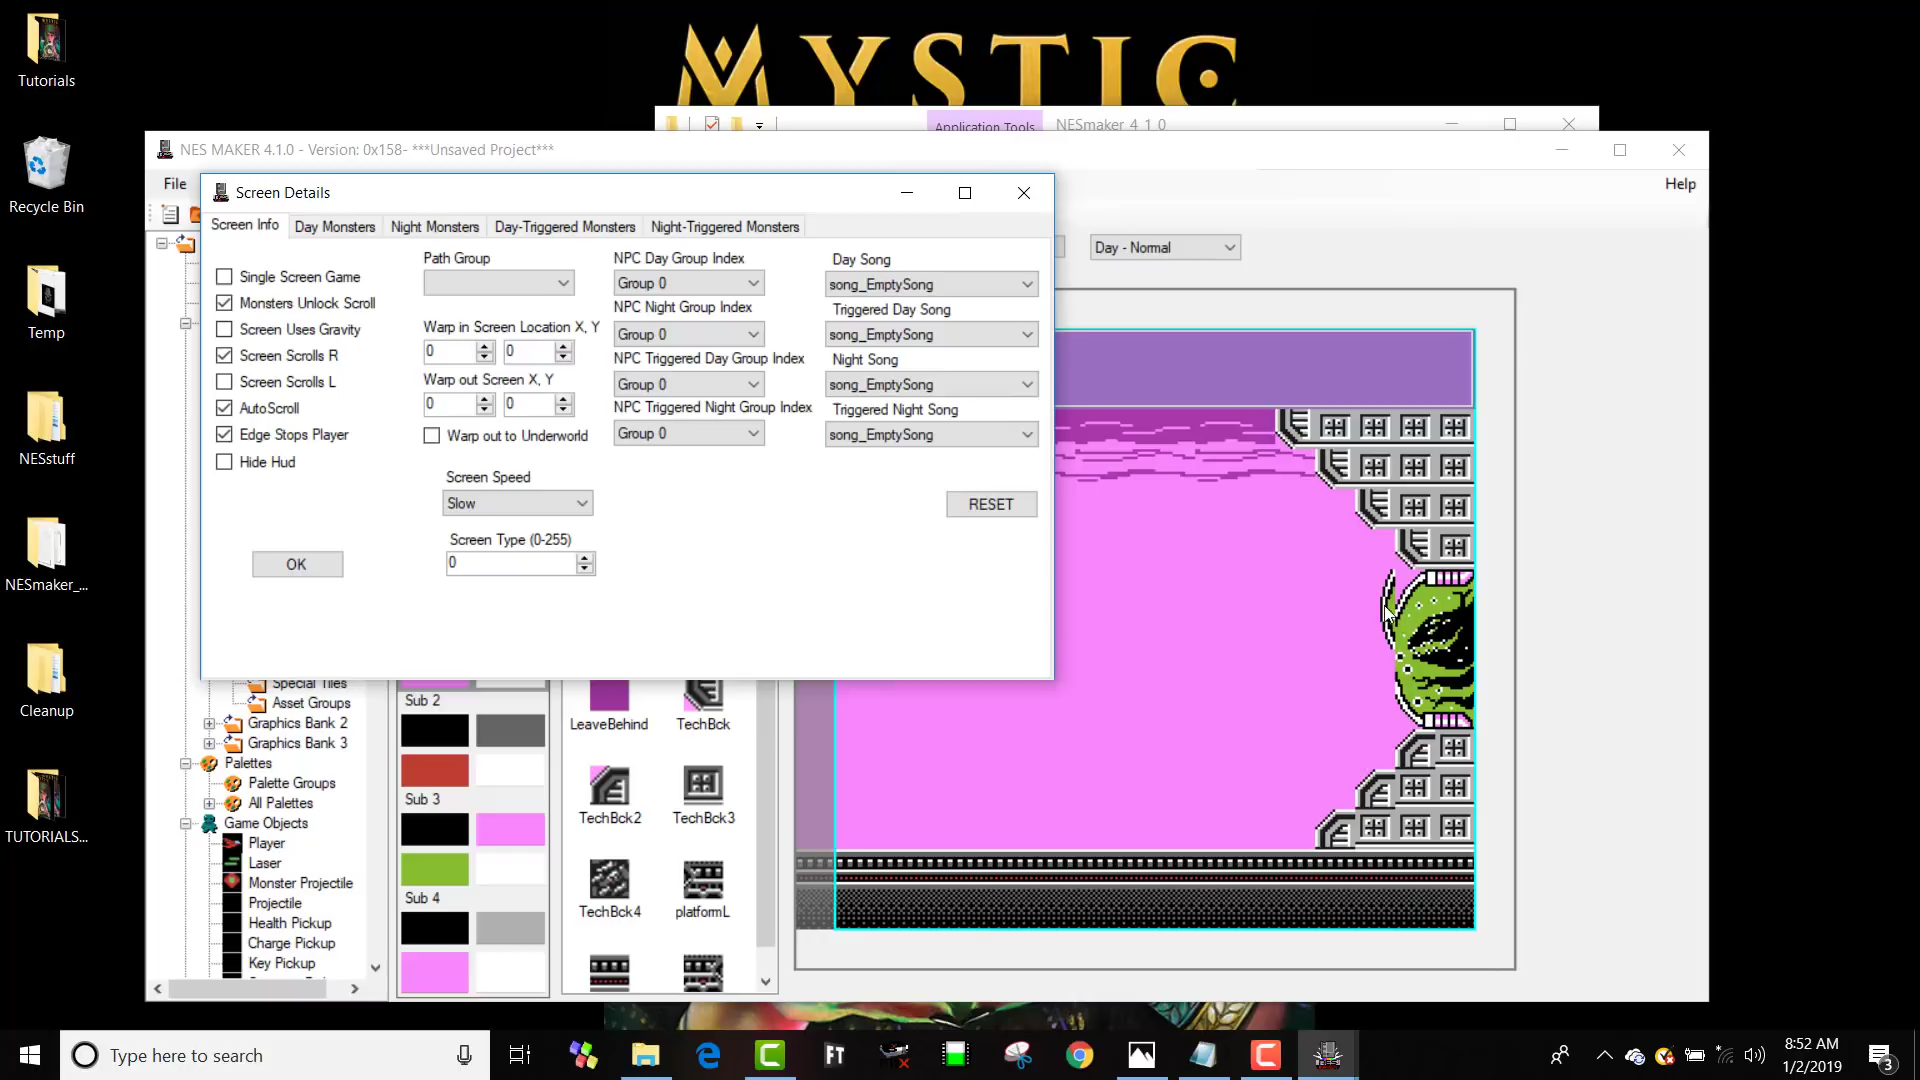 MYSTIC
Tutorials
Recycle Bin
Temp
NESstuff
NESmaker_...
Cleanup
TUTORIALS...
Application Tools
NESmaker_4_1_0
NES MAKER 4.1.0 - Version: 0x158- ***Unsaved Project***
File
Help
Screen Details
Screen Info
Day Monsters
Night Monsters
Day-Triggered Monsters
Night-Triggered Monsters
Day - Normal
Single Screen Game
Monsters Unlock Scroll
Screen Uses Gravity
Screen Scrolls R
Screen Scrolls L
AutoScroll
Edge Stops Player
Hide Hud
OK
Path Group
Warp in Screen Location X, Y
0
0
Warp out Screen X, Y
0
0
Warp out to Underworld
Screen Speed
Slow
Screen Type (0-255)
0
NPC Day Group Index
Group 0
NPC Night Group Index
Group 0
NPC Triggered Day Group Index
Group 0
NPC Triggered Night Group Index
Group 0
Day Song
song_EmptySong
Triggered Day Song
song_EmptySong
Night Song
song_EmptySong
Triggered Night Song
song_EmptySong
RESET
Special Tiles
Asset Groups
Graphics Bank 2
Graphics Bank 3
Palettes
Palette Groups
All Palettes
Game Objects
Player
Laser
Monster Projectile
Projectile
Health Pickup
Charge Pickup
Key Pickup
Sub 2
Sub 3
Sub 4
LeaveBehind
TechBck
TechBck2
TechBck3
TechBck4
platformL
Type here to search
FT
8:52 AM
1/2/2019
3